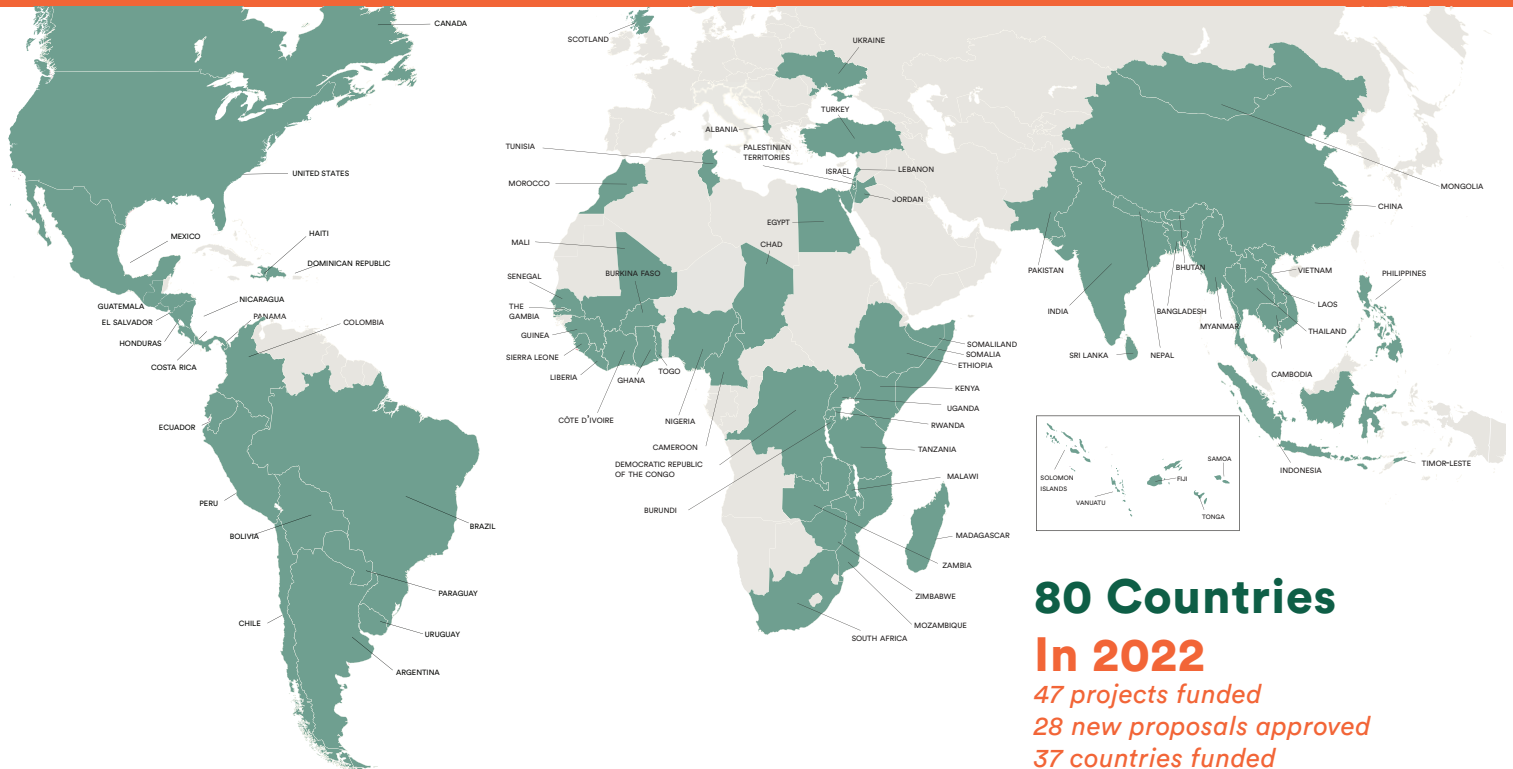 CANADA
SCOTLAND
UKRAINE
TURKEY
ALBANIA
TUNISIA
PALESTINIAN
TERRITORIES
ISRAEL
LEBANON
UNITED STATES
MOROCCO
JORDAN
MONGOLIA
CHINA
EGYPT
MEXICO
HAITI
MALI
CHAD
DOMINICAN REPUBLIC
BURKINA FASO
SENEGAL
PAKISTAN
BHUTAN
VIETNAM
PHILIPPINES
GUATEMALA
NICARAGUA
THE
GAMBIA
INDIA
BANGLADESH
LAOS
EL SALVADOR
PANAMA
COLOMBIA
MYANMAR
THAILAND
HONDURAS
GUINEA
SOMALILAND
SOMALIA
ETHIOPIA
SIERRA LEONE
SRI LANKA
NEPAL
COSTA RICA
LIBERIA
GHANA
TOGO
CAMBODIA
KENYA
UGANDA
CÔTE D'IVOIRE
NIGERIA
RWANDA
ECUADOR
CAMEROON
TANZANIA
DEMOCRATIC REPUBLIC
OF THE CONGO
MALAWI
SOLOMON
ISLANDS
SAMOA
FIJI
VANUATU
TONGA
INDONESIA
TIMOR-LESTE
PERU
BURUNDI
BRAZIL
BOLIVIA
MADAGASCAR
ZAMBIA
PARAGUAY
ZIMBABWE
CHILE
URUGUAY
MOZAMBIQUE
SOUTH AFRICA
ARGENTINA
80 Countries
In 2022
47 projects funded
28 new proposals approved
37 countries funded